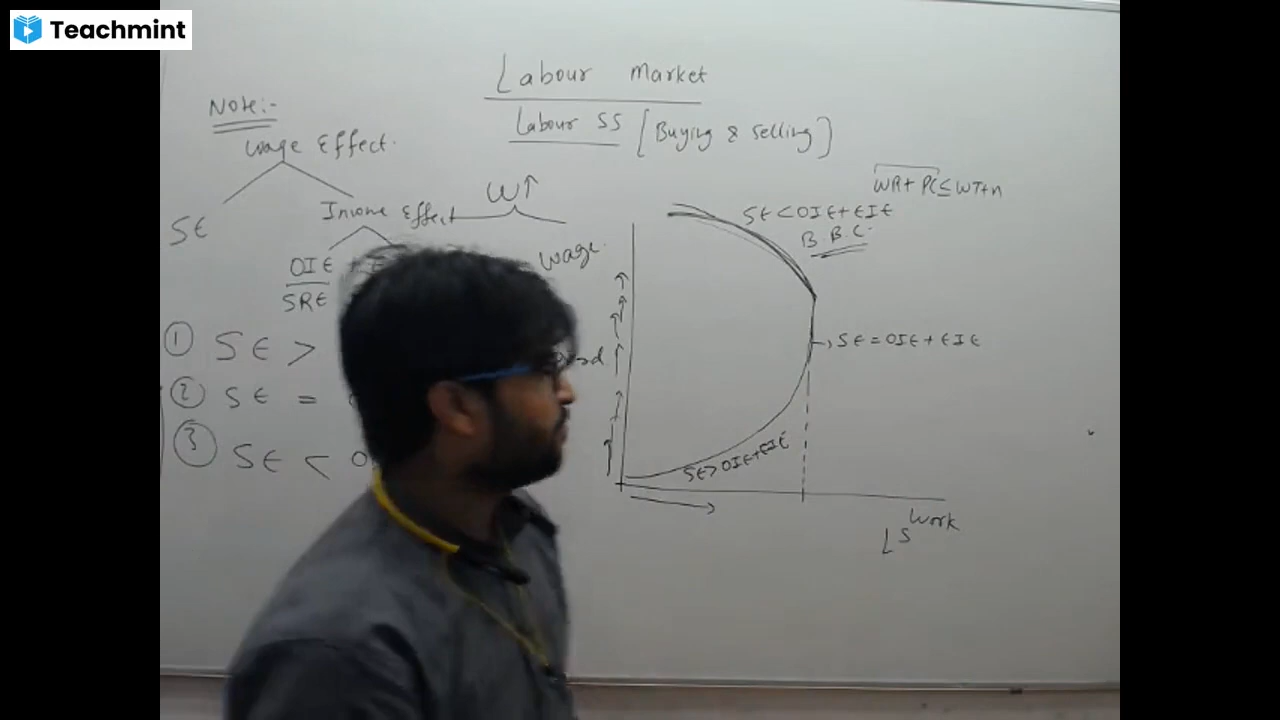 Teachmint
Labour Market
Labour SS [Buying & Selling]
Note:-
Wage Effect.
SE
Income Effect
OIE + E
SRE
① SE >
② SE = O
③ SE < O
W↑
Wage.
WR + PC ≤ WT+n
SE < OIE + EIE
B.B.C.
→ SE = OIE + EIE
SE > OIE + EIE
Work
LS